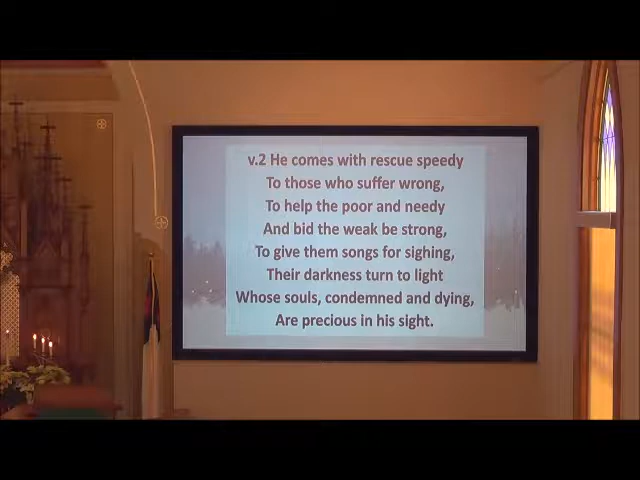 v.2 He comes with rescue speedy
To those who suffer wrong,
To help the poor and needy
And bid the weak be strong,
To give them songs for sighing,
Their darkness turn to light
Whose souls, condemned and dying,
Are precious in his sight.